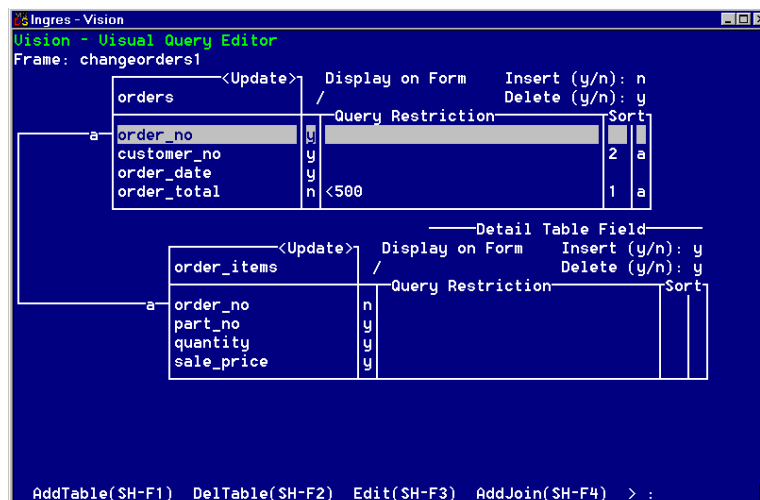 Ingres - Vision
Vision - Visual Query Editor
Frame: changeorders1
<Update> Display on Form Insert (y/n): n
orders / Delete (y/n): y
Query Restriction Sort
a order_no y
customer_no y 2 a
order_date y
order_total n <500 1 a
Detail Table Field
<Update> Display on Form Insert (y/n): y
order_items / Delete (y/n): y
Query Restriction Sort
a order_no n
part_no y
quantity y
sale_price y
AddTable(SH-F1) DelTable(SH-F2) Edit(SH-F3) AddJoin(SH-F4) > :